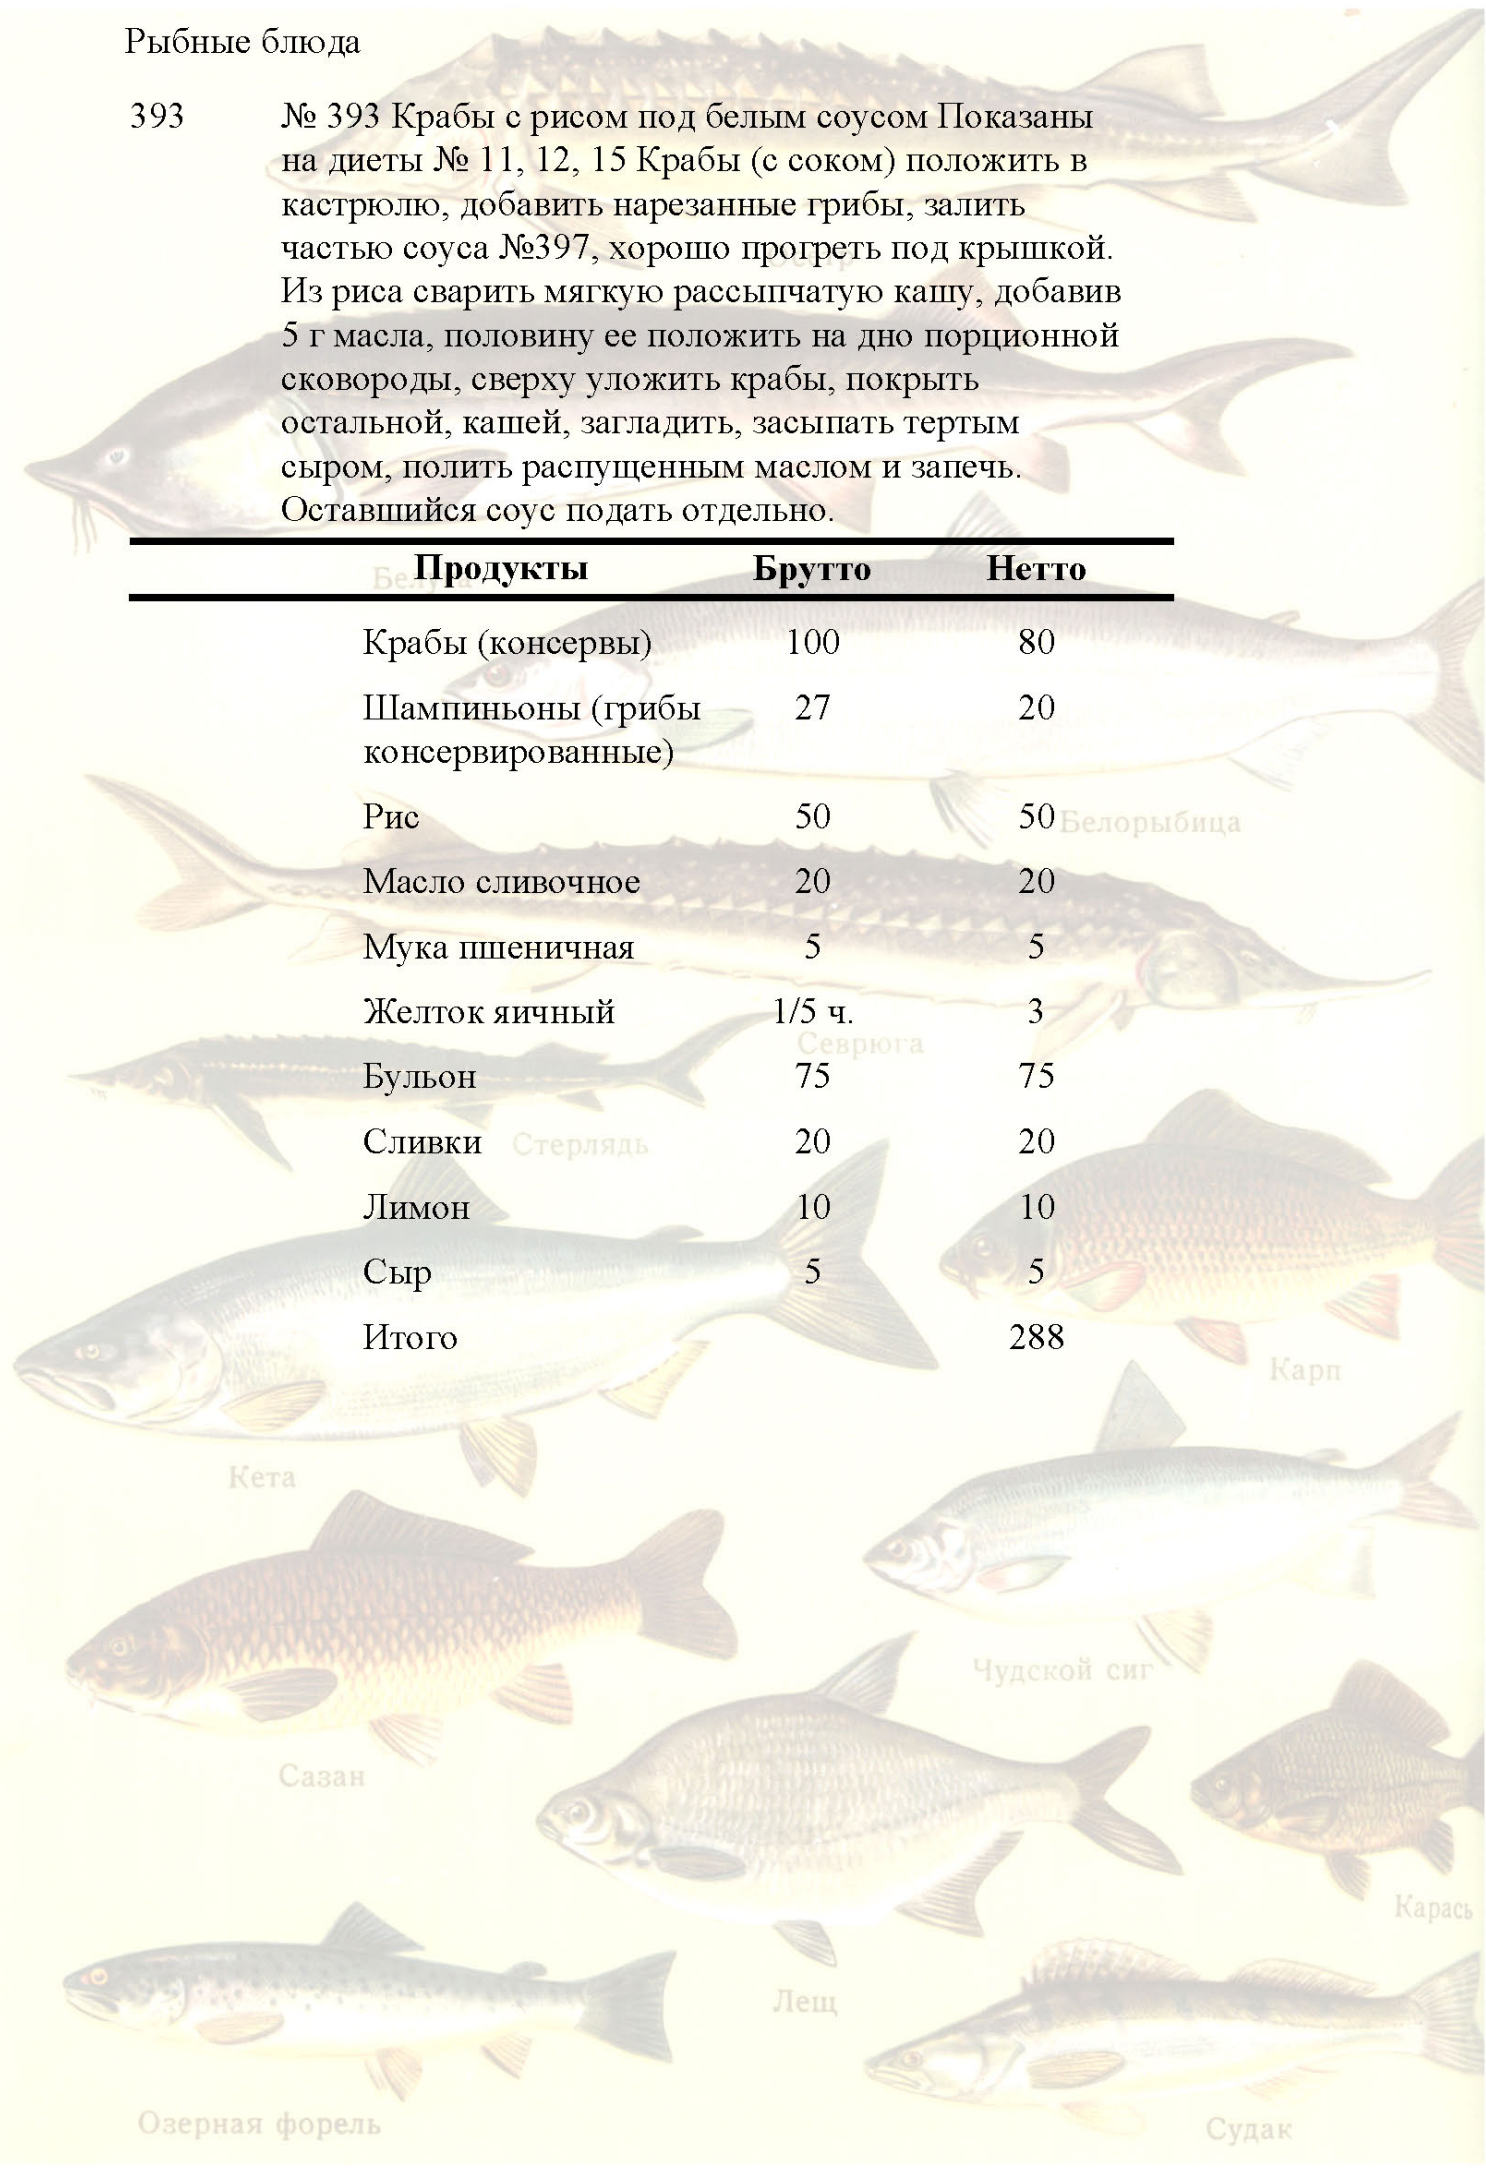 Рыбные блюда
393 № 393 Крабы с рисом под белым соусом Показаны
на диеты № 11, 12, 15 Крабы (с соком) положить в
кастрюлю, добавить нарезанные грибы, залить
частью соуса №397, хорошо прогреть под крышкой.
Из риса сварить мягкую рассыпчатую кашу, добавив
5 г масла, половину ее положить на дно порционной
сковороды, сверху уложить крабы, покрыть
остальной, кашей, загладить, засыпать тертым
сыром, полить распущенным маслом и запечь.
Оставшийся соус подать отдельно.
Продукты Брутто Нетто
Белуга
Крабы (консервы) 100 80
Шампиньоны (грибы 27 20
консервированные)
Рис 50 50
Белорыбица
Масло сливочное 20 20
Мука пшеничная 5 5
Желток яичный 1/5 ч. 3
Севрюга
Бульон 75 75
Сливки 20 20
Стерлядь
Лимон 10 10
Сыр 5 5
Итого 288
Карп
Кета
Чудской сиг
Сазан
Карась
Лещ
Озерная форель
Судак